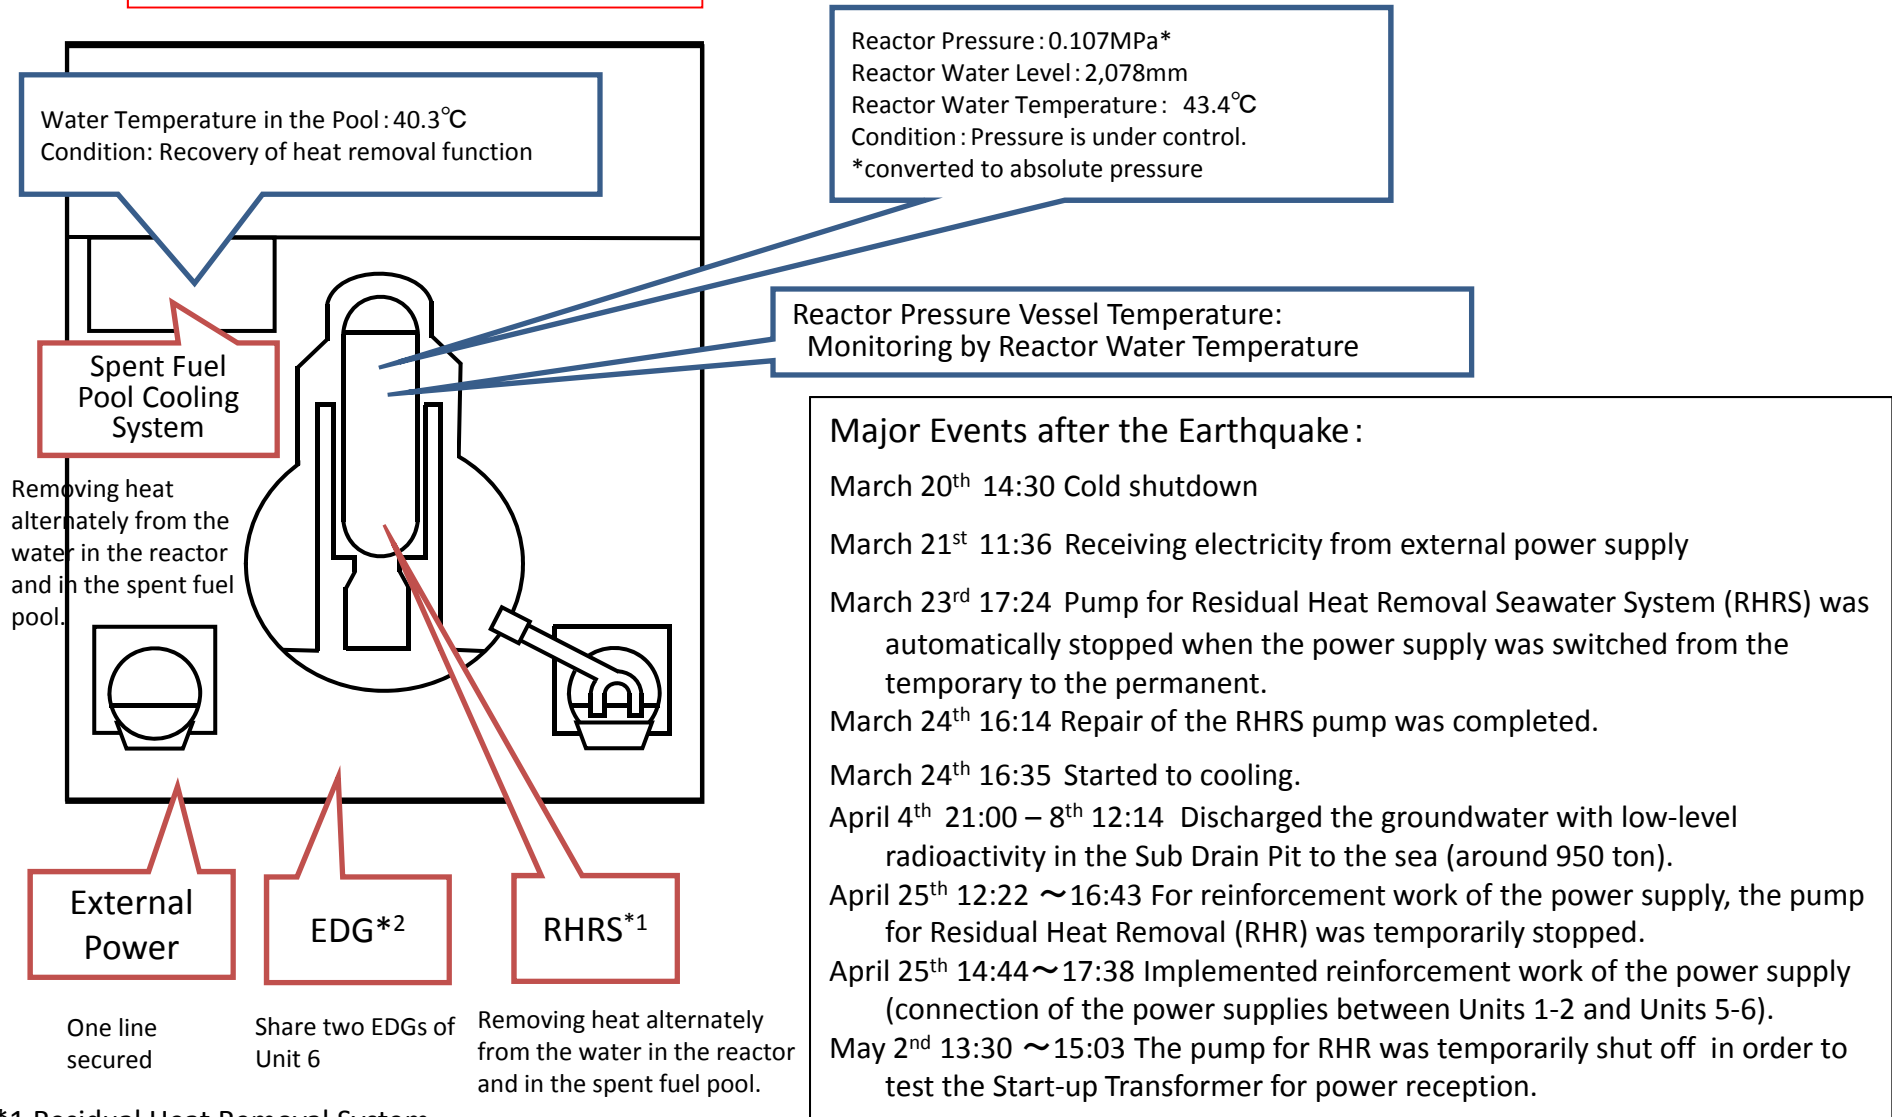 Reactor Pressure：0.107MPa*
Reactor Water Level：2,078mm
Reactor Water Temperature： 43.4℃
Condition：Pressure is under control.
*converted to absolute pressure
Water Temperature in the Pool：40.3℃
Condition: Recovery of heat removal function
Reactor Pressure Vessel Temperature:
Monitoring by Reactor Water Temperature
Spent Fuel
Pool Cooling
System
Removing heat
alternately from the
water in the reactor
and in the spent fuel
pool.
External
Power
EDG*2
RHRS*1
One line
secured
Share two EDGs of
Unit 6
Removing heat alternately
from the water in the reactor
and in the spent fuel pool.
*1 Residual Heat Removal System
Major Events after the Earthquake：
March 20th 14:30 Cold shutdown
March 21st 11:36 Receiving electricity from external power supply
March 23rd 17:24 Pump for Residual Heat Removal Seawater System (RHRS) was
automatically stopped when the power supply was switched from the
temporary to the permanent.
March 24th 16:14 Repair of the RHRS pump was completed.
March 24th 16:35 Started to cooling.
April 4th 21:00 – 8th 12:14 Discharged the groundwater with low-level
radioactivity in the Sub Drain Pit to the sea (around 950 ton).
April 25th 12:22 ～16:43 For reinforcement work of the power supply, the pump
for Residual Heat Removal (RHR) was temporarily stopped.
April 25th 14:44～17:38 Implemented reinforcement work of the power supply
(connection of the power supplies between Units 1-2 and Units 5-6).
May 2nd 13:30 ～15:03 The pump for RHR was temporarily shut off in order to
test the Start-up Transformer for power reception.